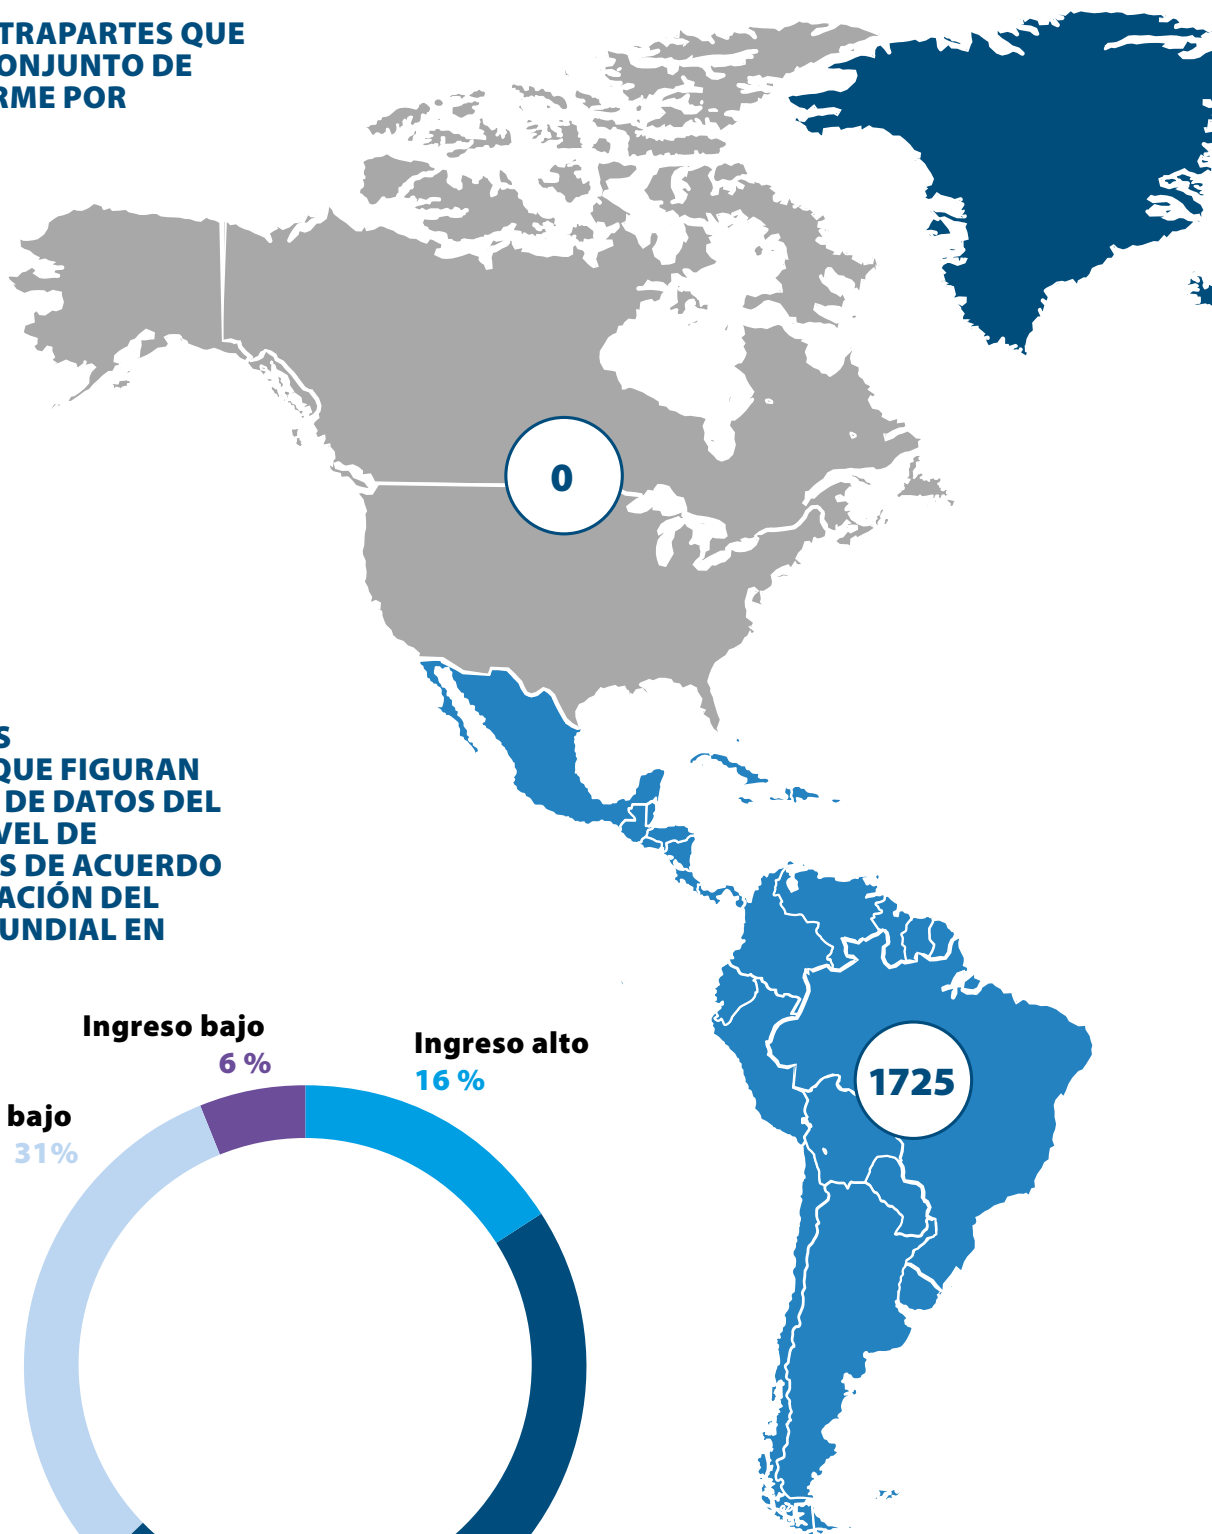 TRAPARTES QUE
ONJUNTO DE
RME POR
0
S
QUE FIGURAN
DE DATOS DEL
VEL DE
S DE ACUERDO
ACIÓN DEL
UNDIAL EN
1725
Ingreso bajo
6 %
Ingreso alto
16 %
bajo
31%